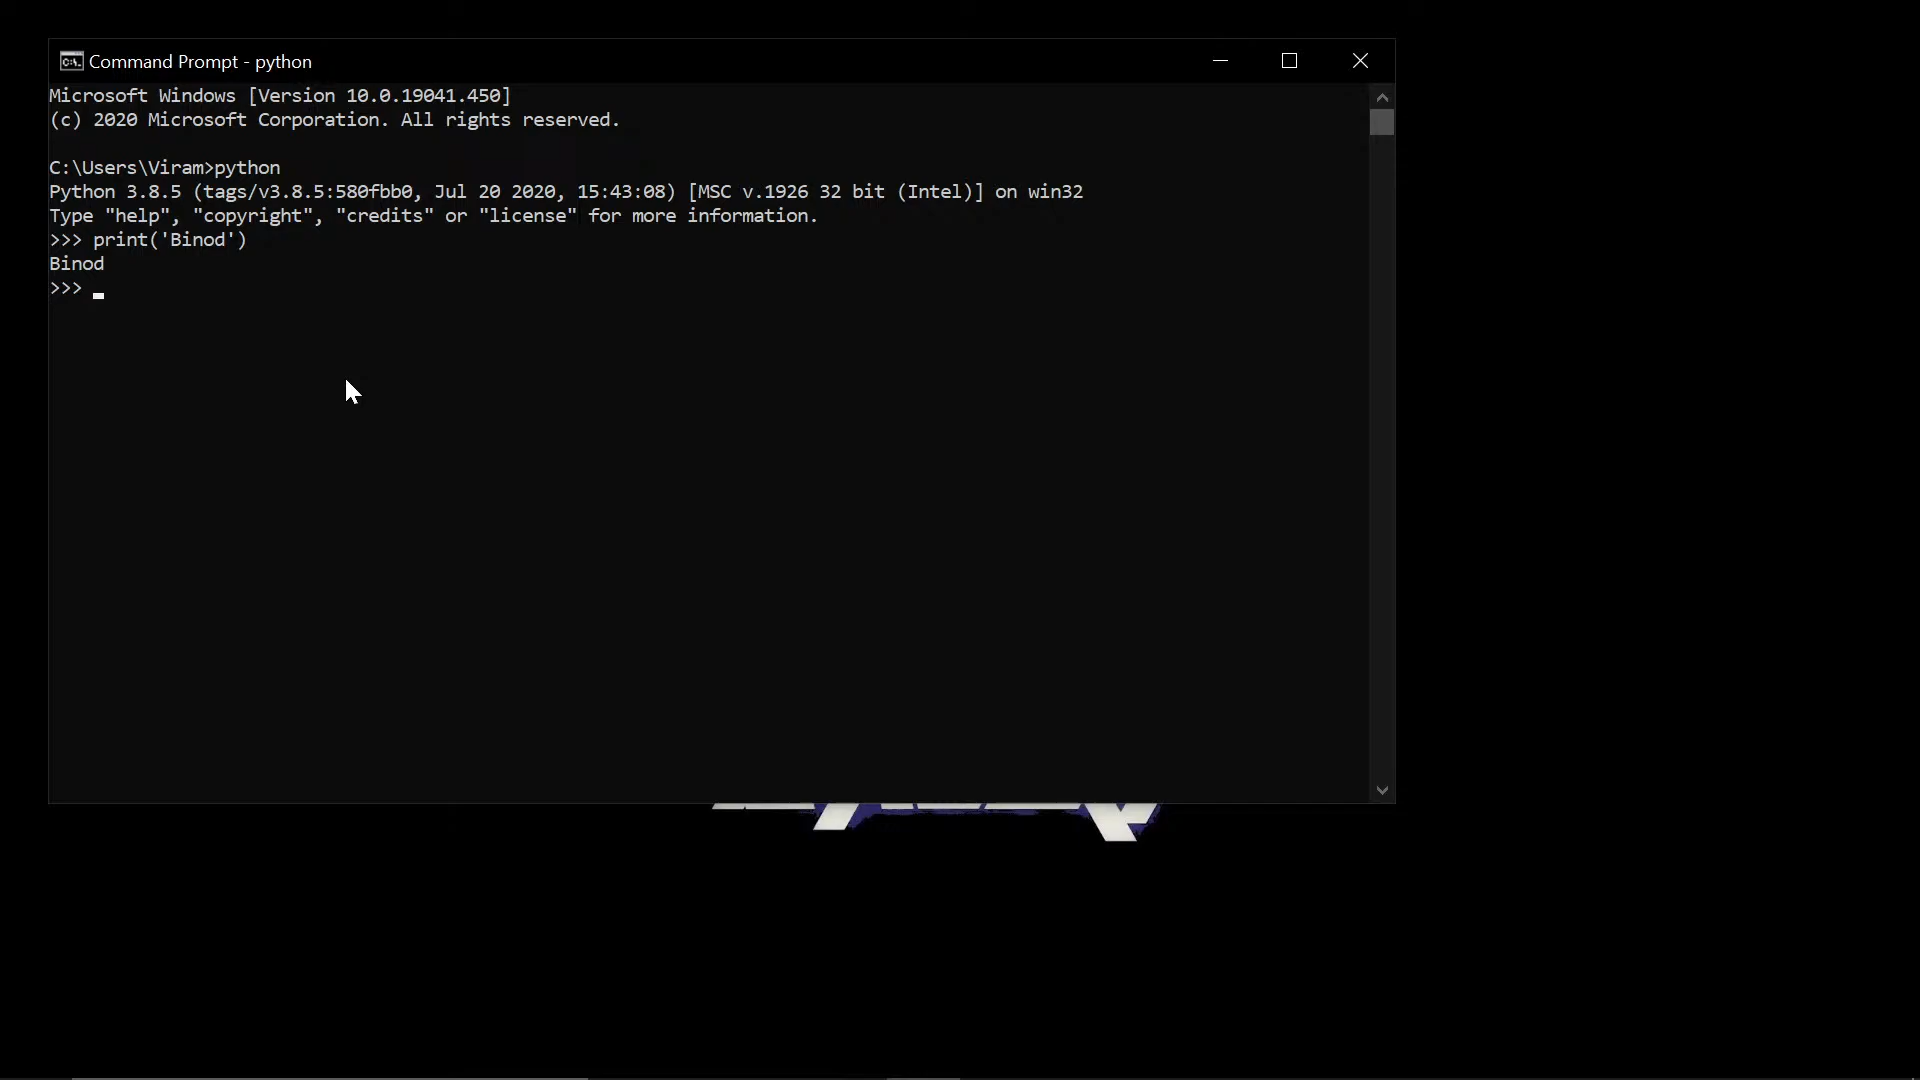 Command Prompt - python
Microsoft Windows [Version 10.0.19041.450]
(c) 2020 Microsoft Corporation. All rights reserved.
C:\Users\Viram>python
Python 3.8.5 (tags/v3.8.5:580fbb0, Jul 20 2020, 15:43:08) [MSC v.1926 32 bit (Intel)] on win32
Type "help", "copyright", "credits" or "license" for more information.
>>> print('Binod')
Binod
>>>